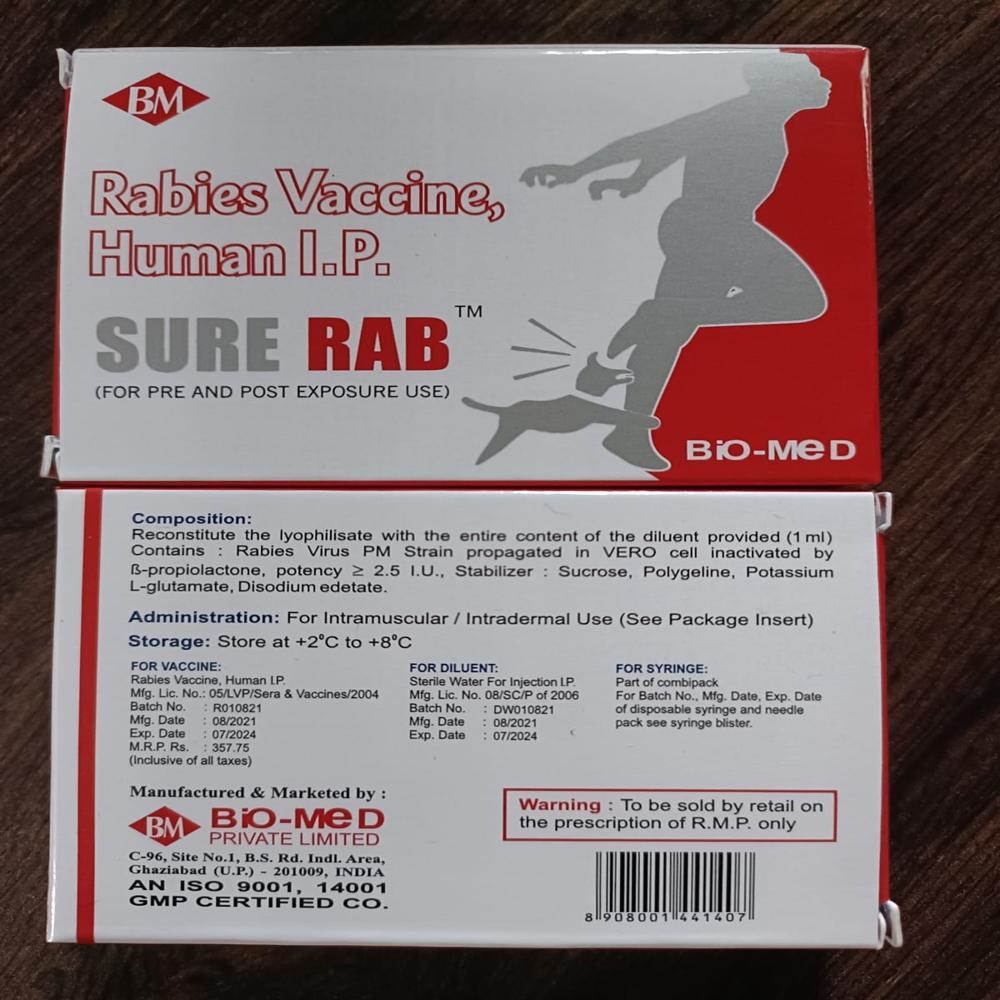 BM
Rabies Vaccine,
Human I.P.
SURE RAB™
(FOR PRE AND POST EXPOSURE USE)
BiO-MeD
Composition:
Reconstitute the lyophilisate with the entire content of the diluent provided (1 ml)
Contains : Rabies Virus PM Strain propagated in VERO cell inactivated by
ß-propiolactone, potency ≥ 2.5 I.U., Stabilizer : Sucrose, Polygeline, Potassium
L-glutamate, Disodium edetate.
Administration: For Intramuscular / Intradermal Use (See Package Insert)
Storage: Store at +2⁰C to +8⁰C
FOR VACCINE:
Rabies Vaccine, Human I.P.
Mfg. Lic. No.: 05/LVP/Sera & Vaccines/2004
Batch No. : R010821
Mfg. Date : 08/2021
Exp. Date : 07/2024
M.R.P. Rs. : 357.75
(Inclusive of all taxes)
FOR DILUENT:
Sterile Water For Injection I.P.
Mfg. Lic. No. 08/SC/P of 2006
Batch No. : DW010821
Mfg. Date : 08/2021
Exp. Date : 07/2024
FOR SYRINGE:
Part of combipack
For Batch No., Mfg. Date, Exp. Date
of disposable syringe and needle
pack see syringe blister.
Manufactured & Marketed by :
BM BiO-MeD
PRIVATE LIMITED
C-96, Site No.1, B.S. Rd. Indl. Area,
Ghaziabad (U.P.) - 201009, INDIA
AN ISO 9001, 14001
GMP CERTIFIED CO.
Warning : To be sold by retail on
the prescription of R.M.P. only
8 908001 441407